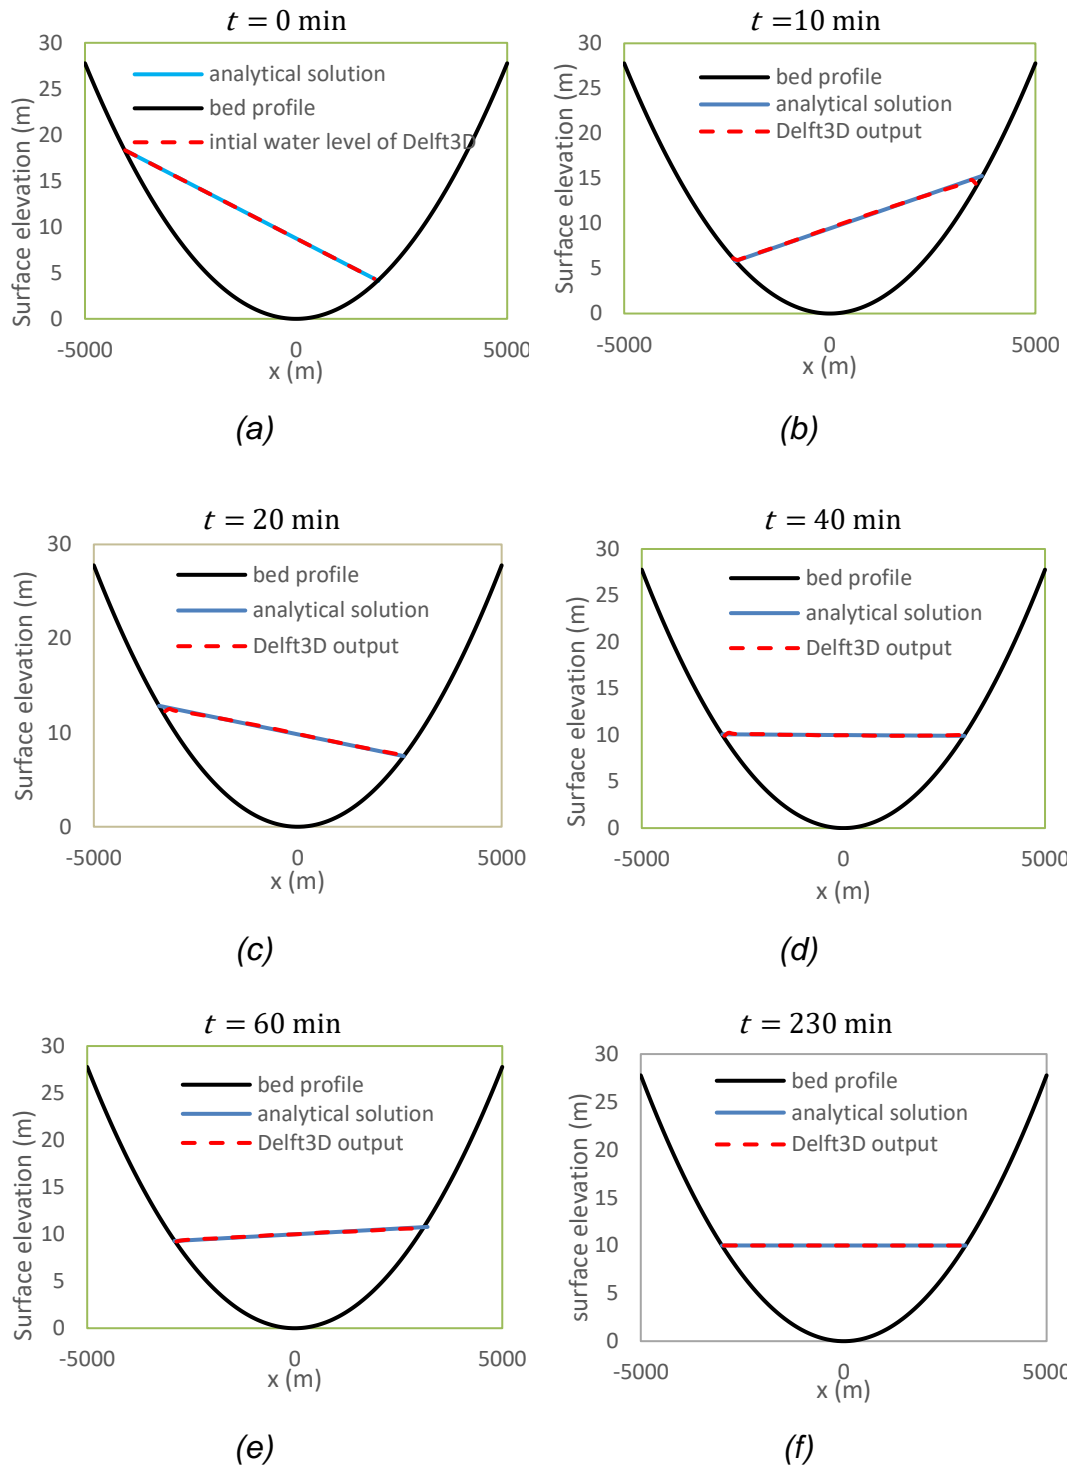 t = 0 min
30
25
20
15
10
5
0
Surface elevation (m)
analytical solution
bed profile
intial water level of Delft3D
-5000
0
5000
x (m)
(a)
t =10 min
30
25
20
15
10
5
0
Surface elevation (m)
bed profile
analytical solution
Delft3D output
-5000
0
5000
x (m)
(b)
t = 20 min
30
20
10
0
Surface elevation (m)
bed profile
analytical solution
Delft3D output
-5000
0
5000
x (m)
(c)
t = 40 min
30
25
20
15
10
5
0
Surface elevation (m)
bed profile
analytical solution
Delft3D output
-5000
0
5000
x (m)
(d)
t = 60 min
30
25
20
15
10
5
0
Surface elevation (m)
bed profile
analytical solution
Delft3D output
-5000
0
5000
x (m)
(e)
t = 230 min
30
25
20
15
10
5
0
surface elevation (m)
bed profile
analytical solution
Delft3D output
-5000
0
5000
x (m)
(f)